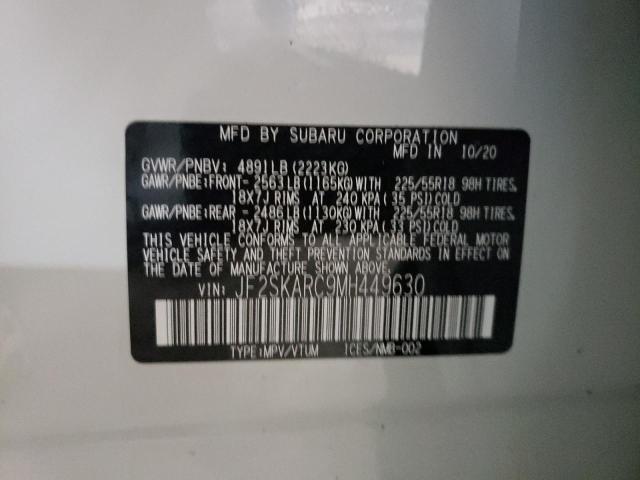 MFD BY SUBARU CORPORATION
MFD IN 10/20
GVWR/PNBV: 4891LB(2223KG)
GAWR/PNBE:FRONT- 2563LB(1165KG)WITH 225/55R18 98H TIRES,
18X7J RIMS AT 240 KPA( 35 PSI)COLD
GAWR/PNBE:REAR - 2486LB(1130KG)WITH 225/55R18 98H TIRES,
18X7J RIMS AT 230 KPA( 33 PSI)COLD
THIS VEHICLE CONFORMS TO ALL APPLICABLE FEDERAL MOTOR
VEHICLE SAFETY AND THEFT PREVENTION STANDARDS IN EFFECT
ON THE DATE OF MANUFACTURE SHOWN ABOVE.
VIN: JF2SKARC9MH449630
TYPE:MPV/VTUM ICES/NMB-002